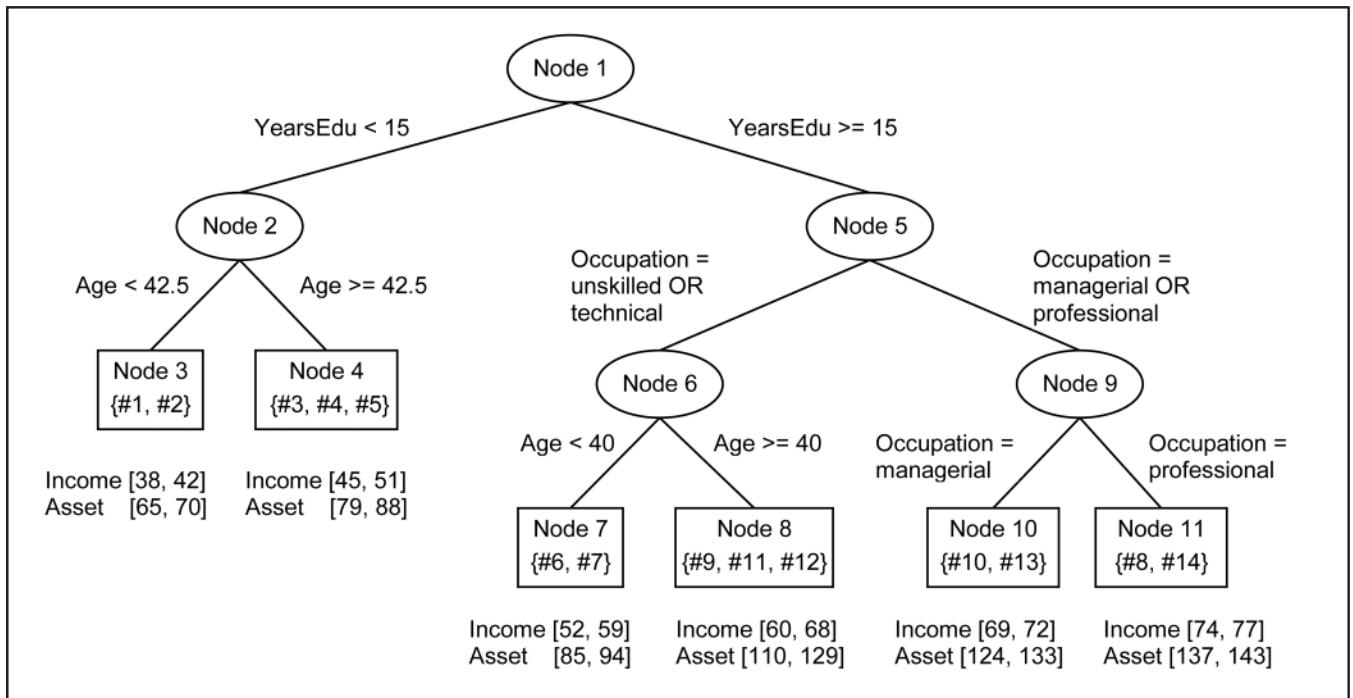 Node 1
YearsEdu < 15
YearsEdu >= 15
Node 2
Node 5
Age < 42.5
Age >= 42.5
Occupation =
unskilled OR
technical
Occupation =
managerial OR
professional
Node 3
{#1, #2}
Node 4
{#3, #4, #5}
Node 6
Node 9
Income [38, 42]
Asset [65, 70]
Income [45, 51]
Asset [79, 88]
Age < 40
Age >= 40
Occupation =
managerial
Occupation =
professional
Node 7
{#6, #7}
Node 8
{#9, #11, #12}
Node 10
{#10, #13}
Node 11
{#8, #14}
Income [52, 59]
Asset [85, 94]
Income [60, 68]
Asset [110, 129]
Income [69, 72]
Asset [124, 133]
Income [74, 77]
Asset [137, 143]